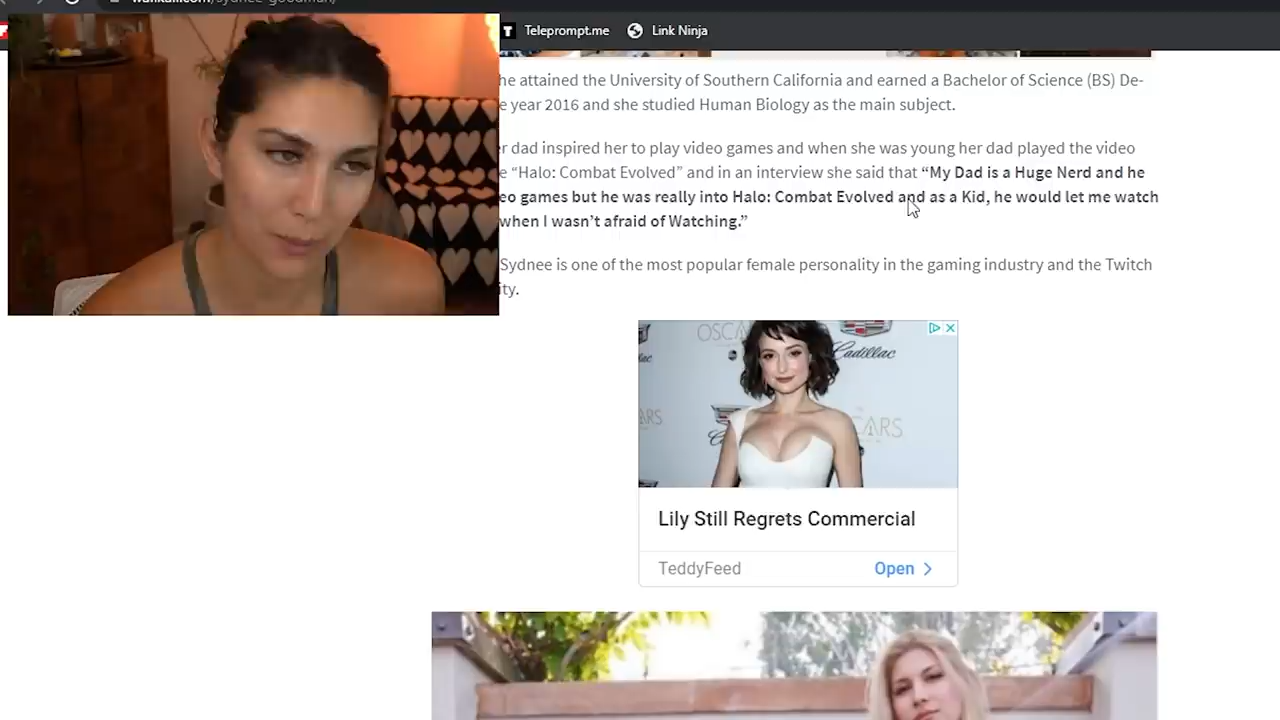 Teleprompt.me Link Ninja
he attained the University of Southern California and earned a Bachelor of Science (BS) De-
e year 2016 and she studied Human Biology as the main subject.
r dad inspired her to play video games and when she was young her dad played the video
e “Halo: Combat Evolved” and in an interview she said that “My Dad is a Huge Nerd and he
eo games but he was really into Halo: Combat Evolved and as a Kid, he would let me watch
when I wasn’t afraid of Watching.”
Sydnee is one of the most popular female personality in the gaming industry and the Twitch
ity.
OSCA
Cadillac
CARS
Lily Still Regrets Commercial
TeddyFeed Open